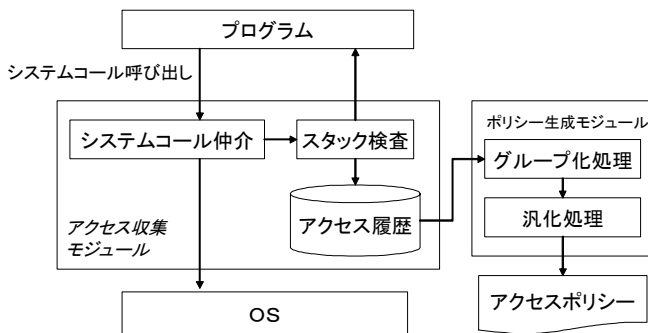 プログラム
システムコール呼び出し
システムコール仲介
スタック検査
アクセス履歴
アクセス収集
モジュール
OS
ポリシー生成モジュール
グループ化処理
汎化処理
アクセスポリシー